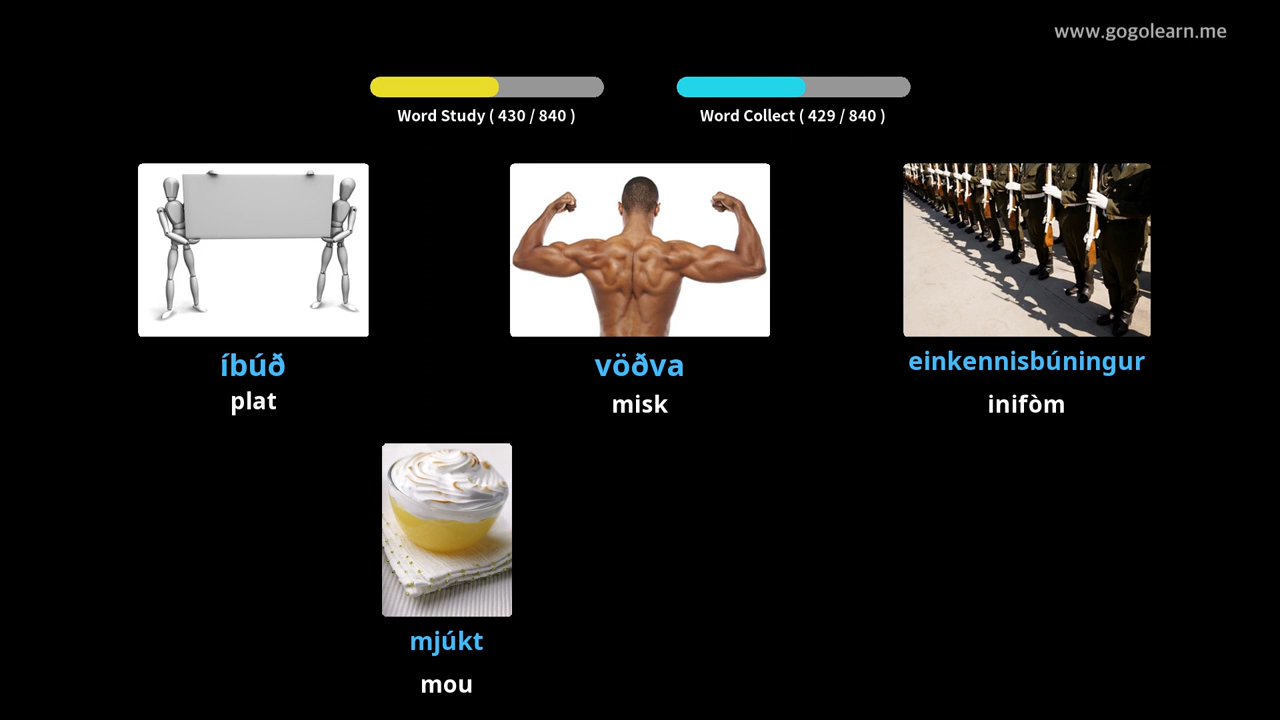 www.gogolearn.me
Word Study ( 430 / 840 )
Word Collect ( 429 / 840 )
íbúð
plat
vöðva
misk
einkennisbúningur
inifòm
mjúkt
mou